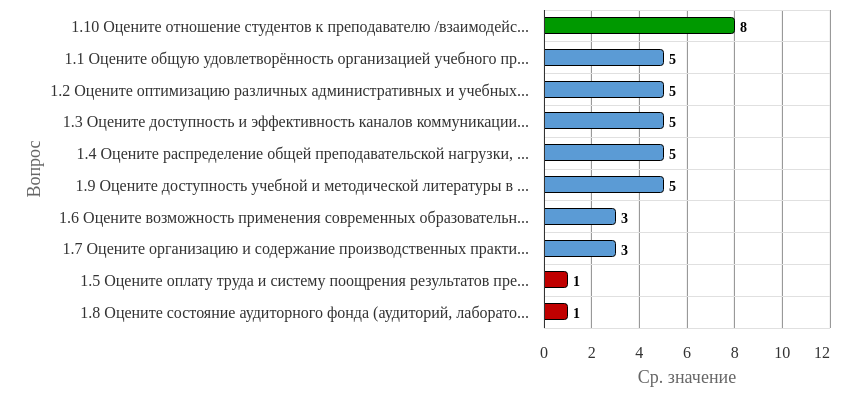 1.10 Оцените отношение студентов к преподавателю /взаимодейс... 8
1.1 Оцените общую удовлетворённость организацией учебного пр... 5
1.2 Оцените оптимизацию различных административных и учебных... 5
1.3 Оцените доступность и эффективность каналов коммуникации... 5
1.4 Оцените распределение общей преподавательской нагрузки, ... 5
1.9 Оцените доступность учебной и методической литературы в ... 5
1.6 Оцените возможность применения современных образовательн... 3
1.7 Оцените организацию и содержание производственных практи... 3
1.5 Оцените оплату труда и систему поощрения результатов пре... 1
1.8 Оцените состояние аудиторного фонда (аудиторий, лаборато... 1
Вопрос
0 2 4 6 8 10 12
Ср. значение